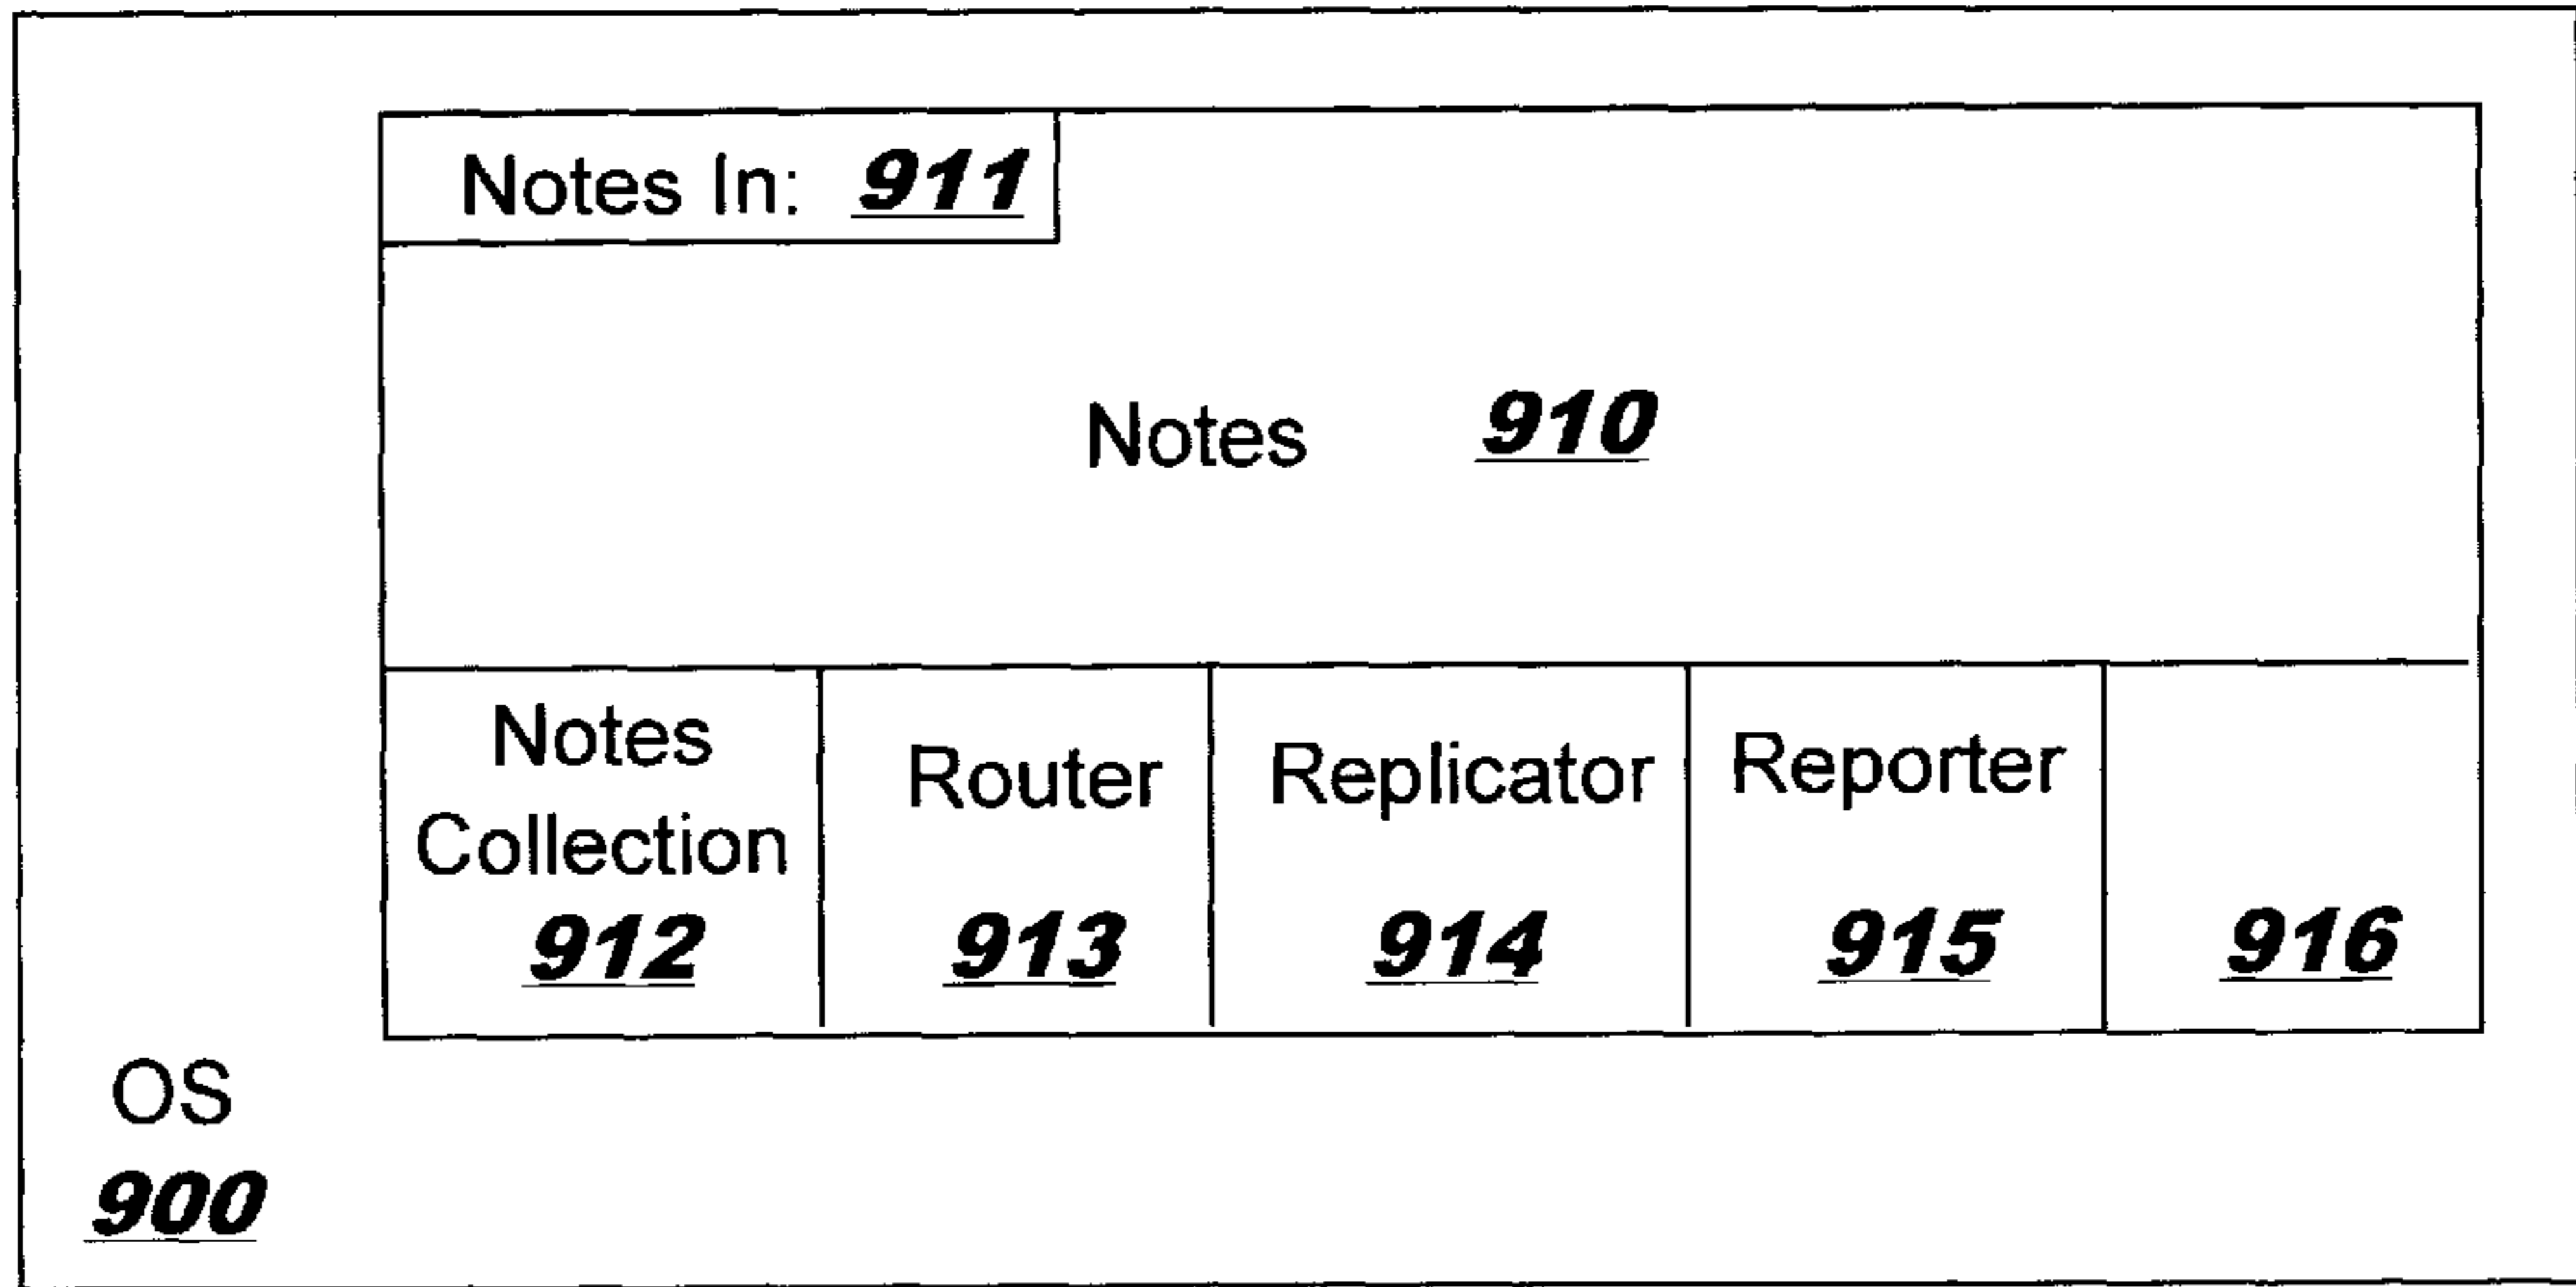 Notes In: 911
Notes 910
Notes
Collection
912
Router
913
Replicator
914
Reporter
915
916
OS
900